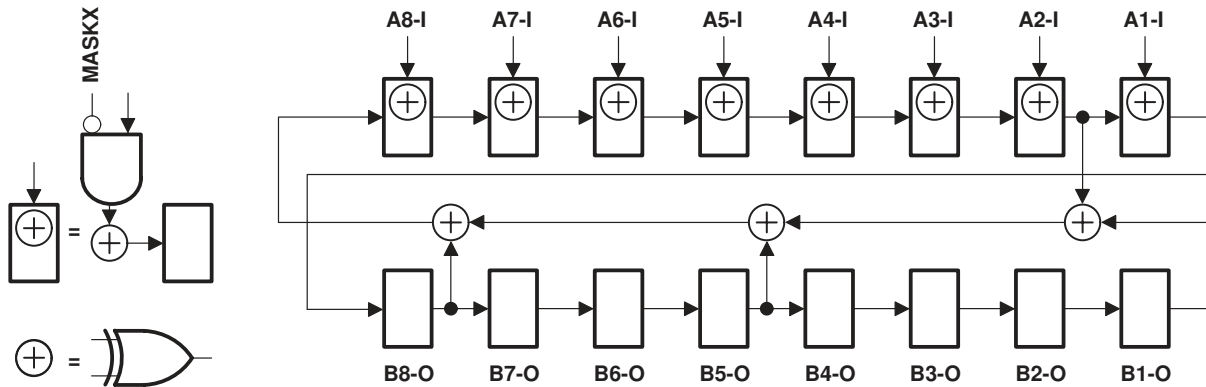 A8-I A7-I A6-I A5-I A4-I A3-I A2-I A1-I
MASKX
=
=
B8-O B7-O B6-O B5-O B4-O B3-O B2-O B1-O